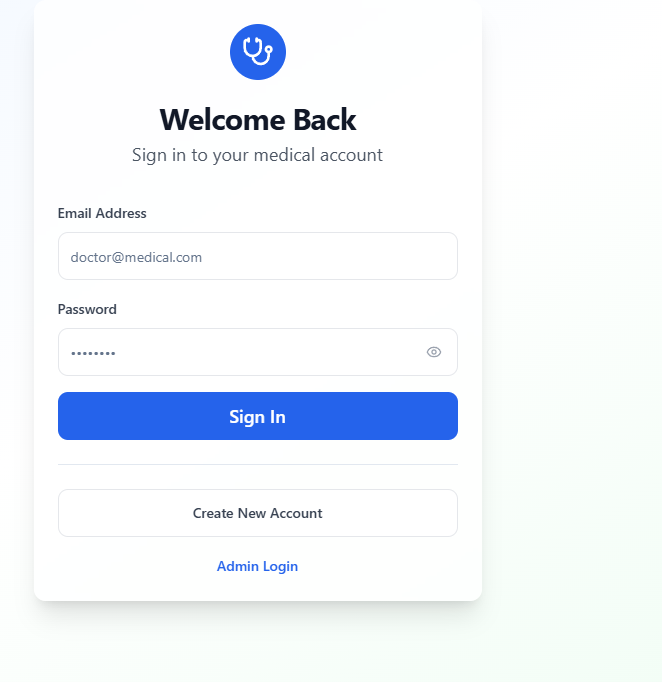 Welcome Back
Sign in to your medical account
Email Address
doctor@medical.com
Password
••••••••
Sign In
Create New Account
Admin Login